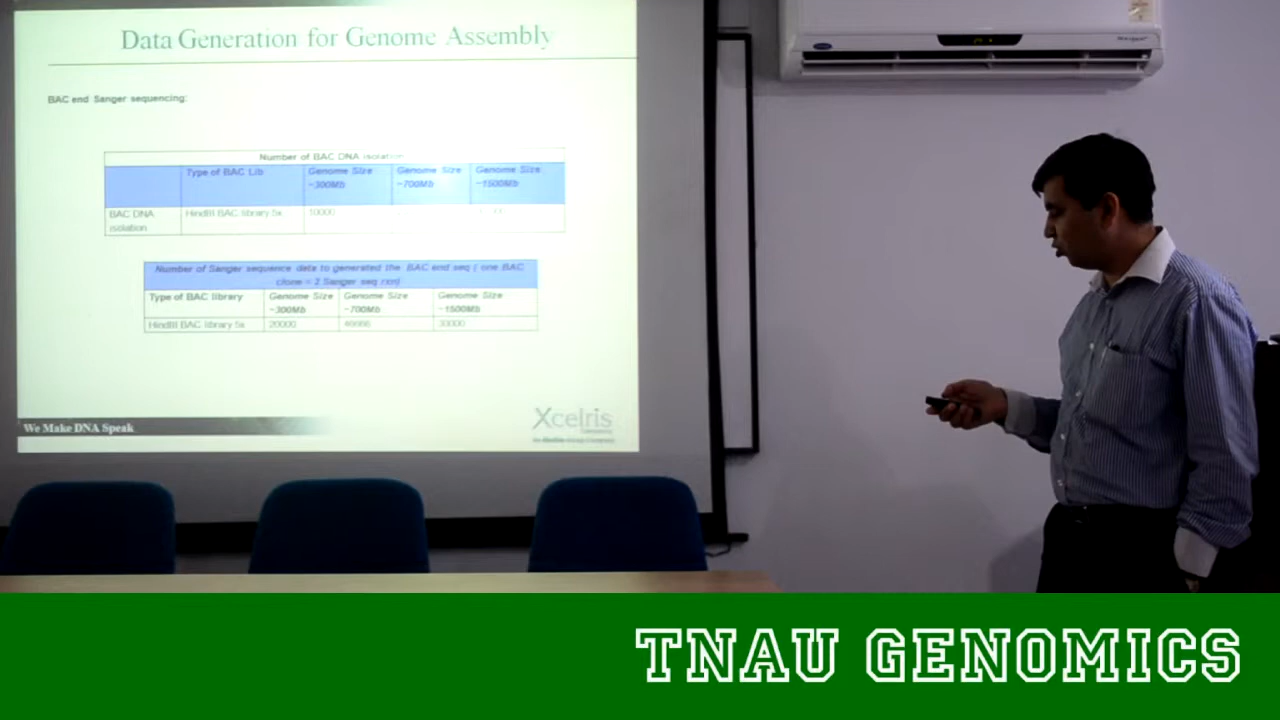 Data Generation for Genome Assembly
BAC end Sanger sequencing:
Number of BAC DNA isolation
Type of BAC Lib Genome Size ~300Mb Genome Size ~700Mb Genome Size ~1500Mb
BAC DNA isolation HindIII BAC library 5x 10000
Number of Sanger sequence data to generated the BAC end seq ( one BAC
clone = 2 Sanger seq rxn)
Type of BAC library Genome Size ~300Mb Genome Size ~700Mb Genome Size ~1500Mb
HindIII BAC library 5x 20000
We Make DNA Speak
Xcelris
TNAU GENOMICS